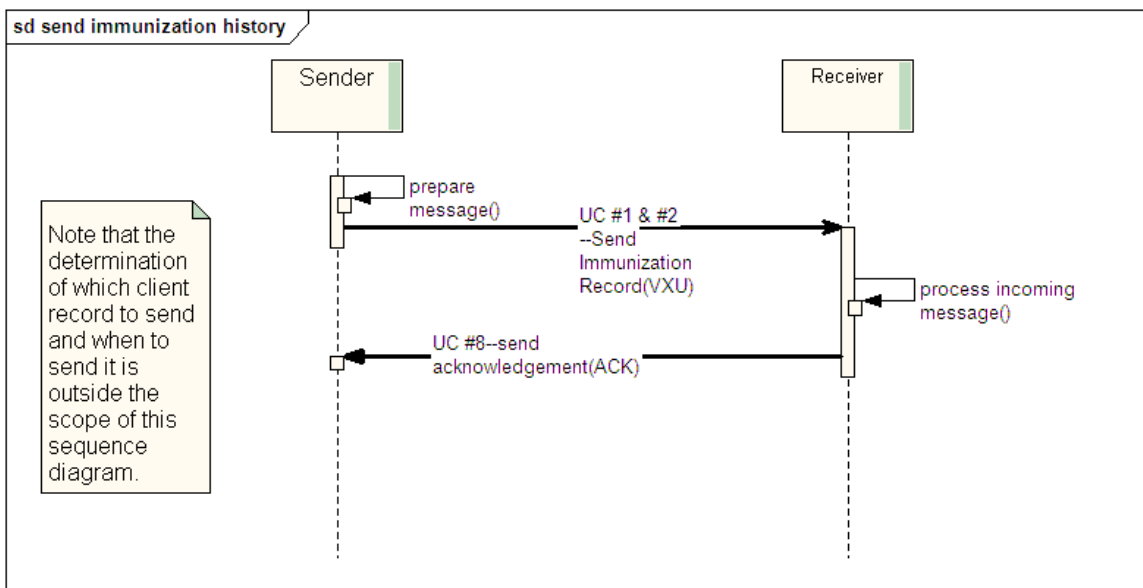 sd send immunization history
Sender
Receiver
prepare
message()
UC #1 & #2
--Send
Immunization
Record(VXU)
Note that the
determination
of which client
record to send
and when to
send it is
outside the
scope of this
sequence
diagram.
process incoming
message()
UC #8--send
acknowledgement(ACK)